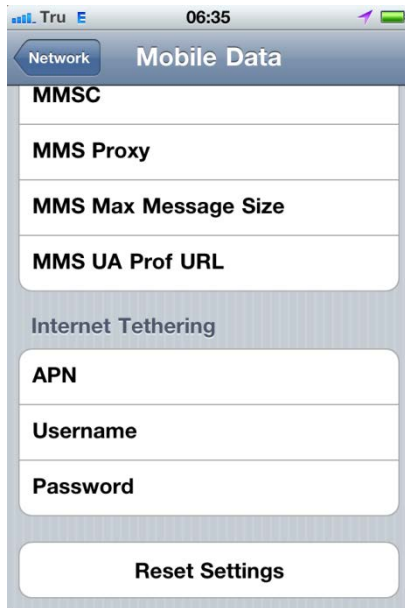 Tru E 06:35
Network Mobile Data
MMSC
MMS Proxy
MMS Max Message Size
MMS UA Prof URL
Internet Tethering
APN
Username
Password
Reset Settings